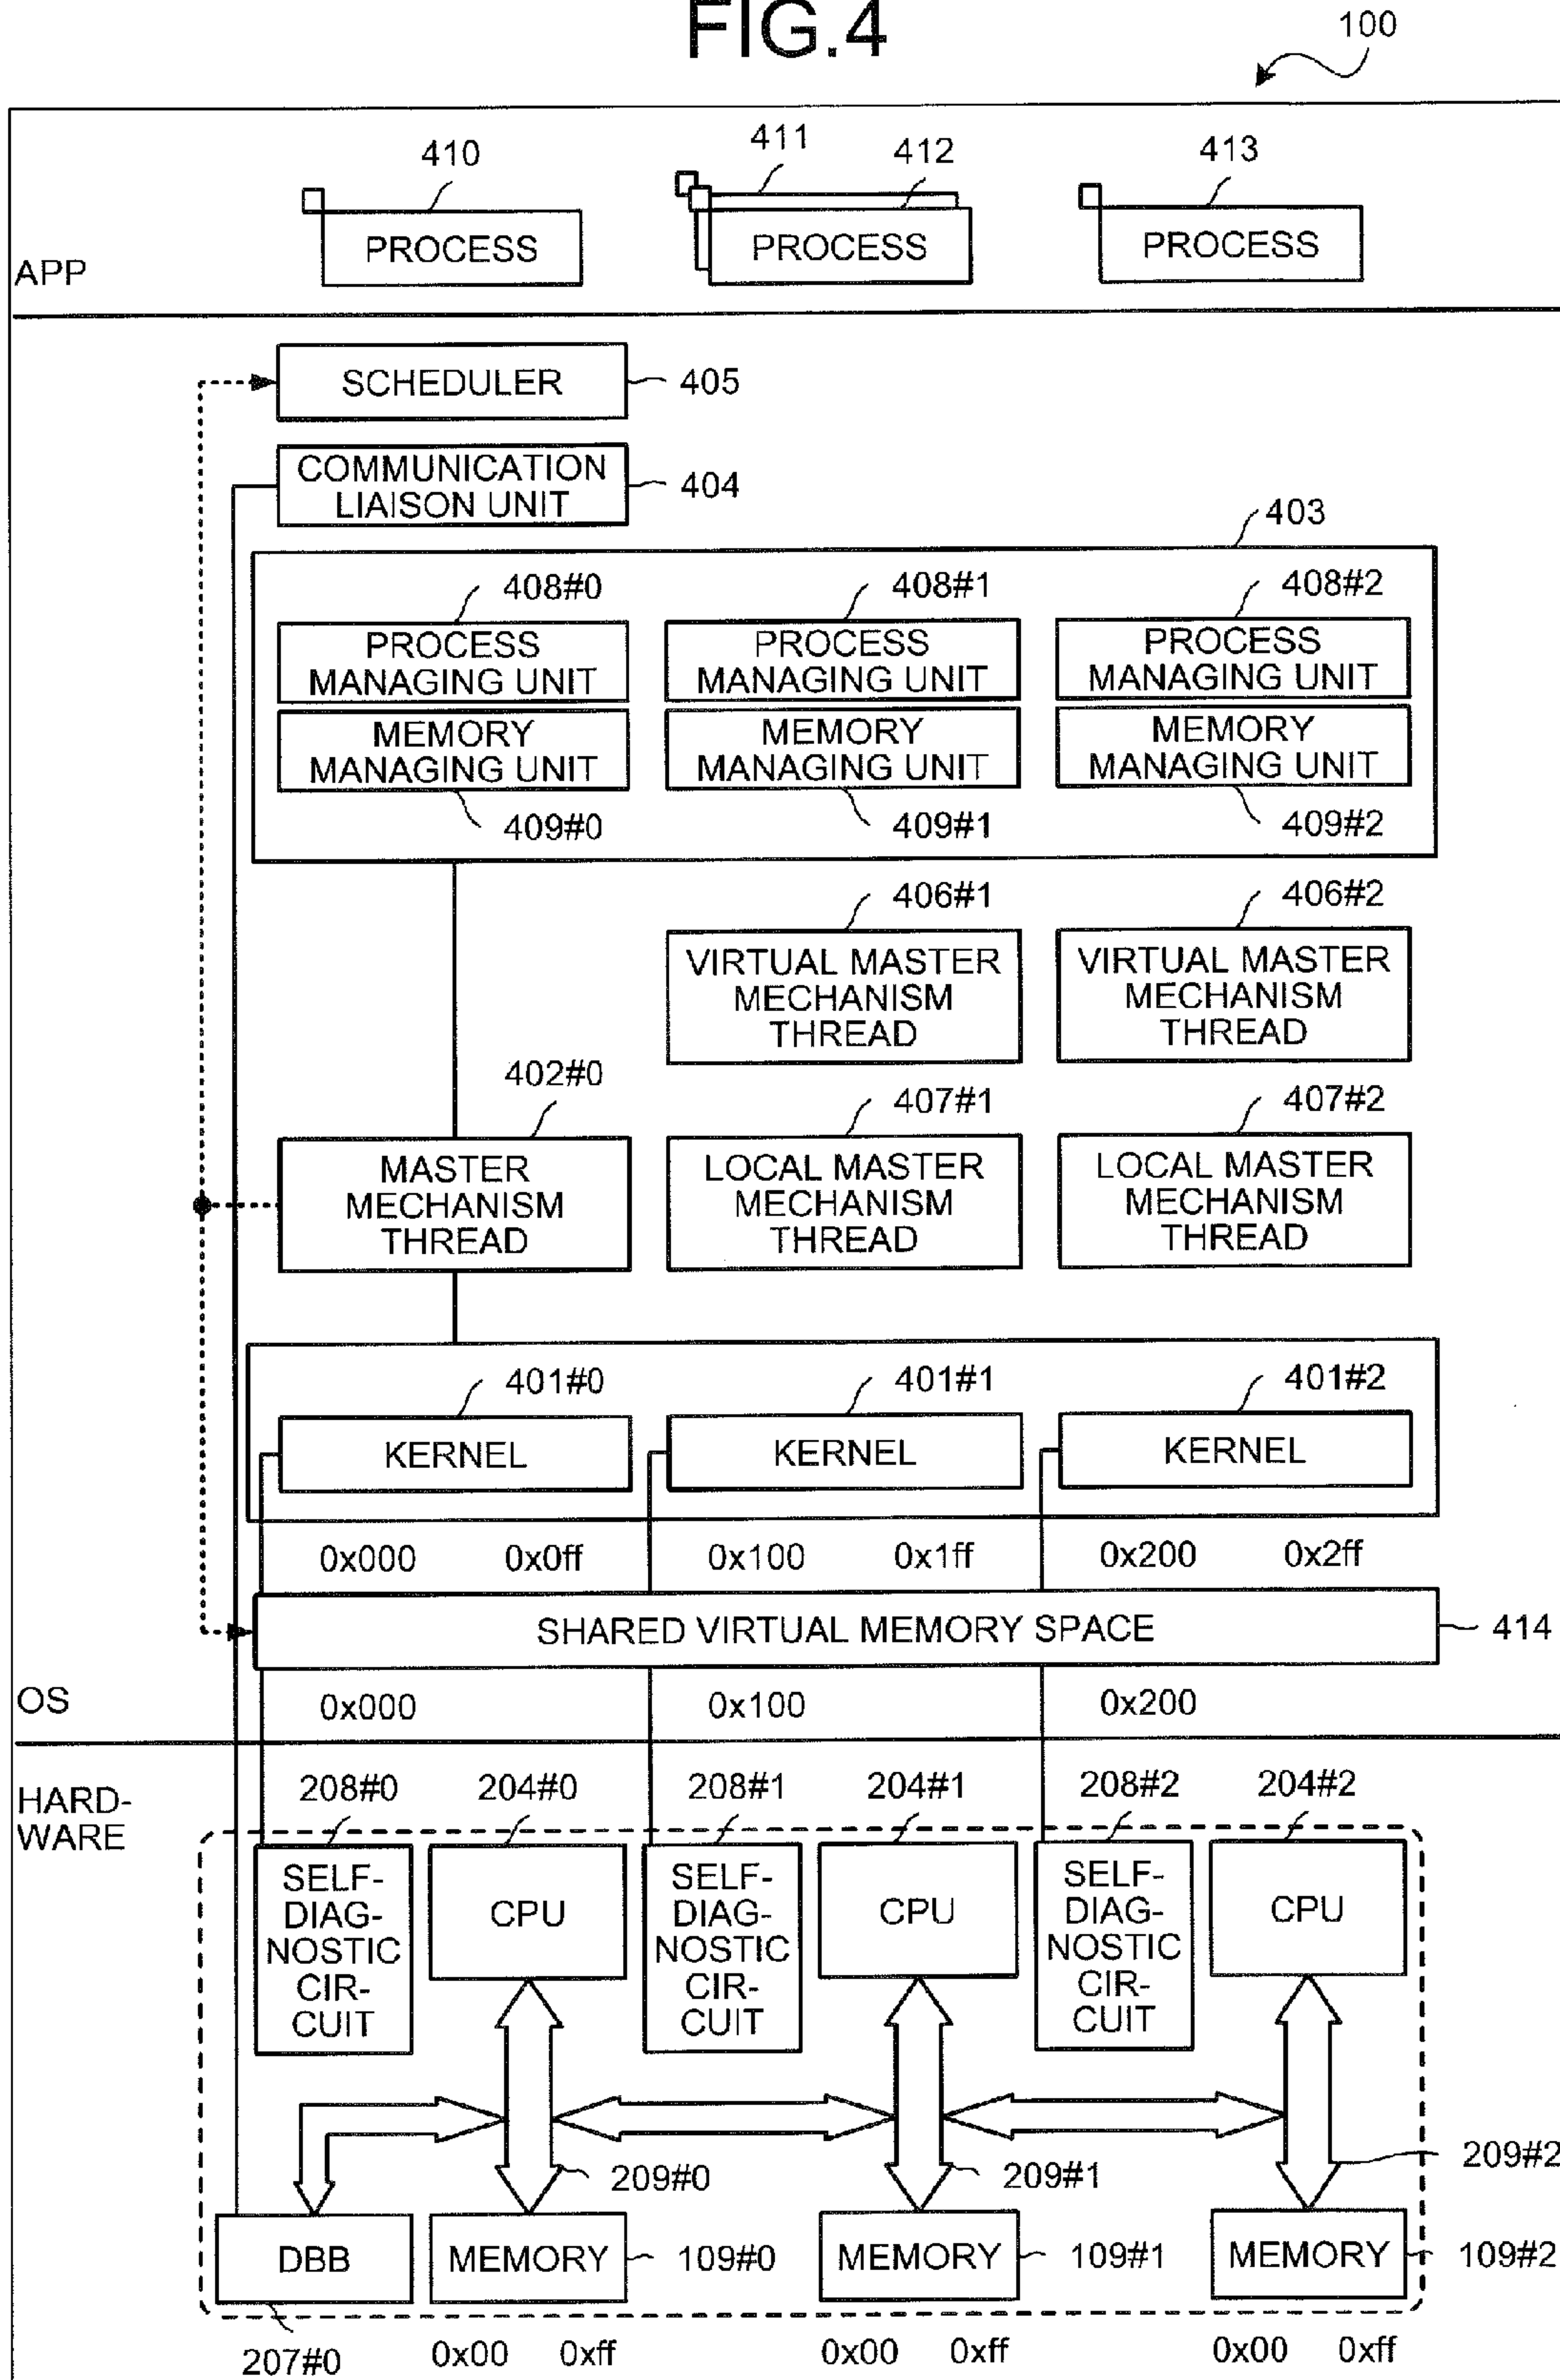 FIG.4
100
410
411
412
413
PROCESS
PROCESS
PROCESS
APP
SCHEDULER
405
COMMUNICATION
LIAISON UNIT
404
403
408#0
408#1
408#2
PROCESS
MANAGING UNIT
PROCESS
MANAGING UNIT
PROCESS
MANAGING UNIT
MEMORY
MANAGING UNIT
MEMORY
MANAGING UNIT
MEMORY
MANAGING UNIT
409#0
409#1
409#2
406#1
406#2
VIRTUAL MASTER
MECHANISM
THREAD
VIRTUAL MASTER
MECHANISM
THREAD
402#0
407#1
407#2
MASTER
MECHANISM
THREAD
LOCAL MASTER
MECHANISM
THREAD
LOCAL MASTER
MECHANISM
THREAD
401#0
401#1
401#2
KERNEL
KERNEL
KERNEL
0x000
0x0ff
0x100
0x1ff
0x200
0x2ff
SHARED VIRTUAL MEMORY SPACE
414
OS
0x000
0x100
0x200
HARD-
WARE
208#0
204#0
208#1
204#1
208#2
204#2
SELF-
DIAG-
NOSTIC
CIR-
CUIT
CPU
SELF-
DIAG-
NOSTIC
CIR-
CUIT
CPU
SELF-
DIAG-
NOSTIC
CIR-
CUIT
CPU
209#0
209#1
209#2
DBB
MEMORY
109#0
MEMORY
109#1
MEMORY
109#2
207#0
0x00
0xff
0x00
0xff
0x00
0xff